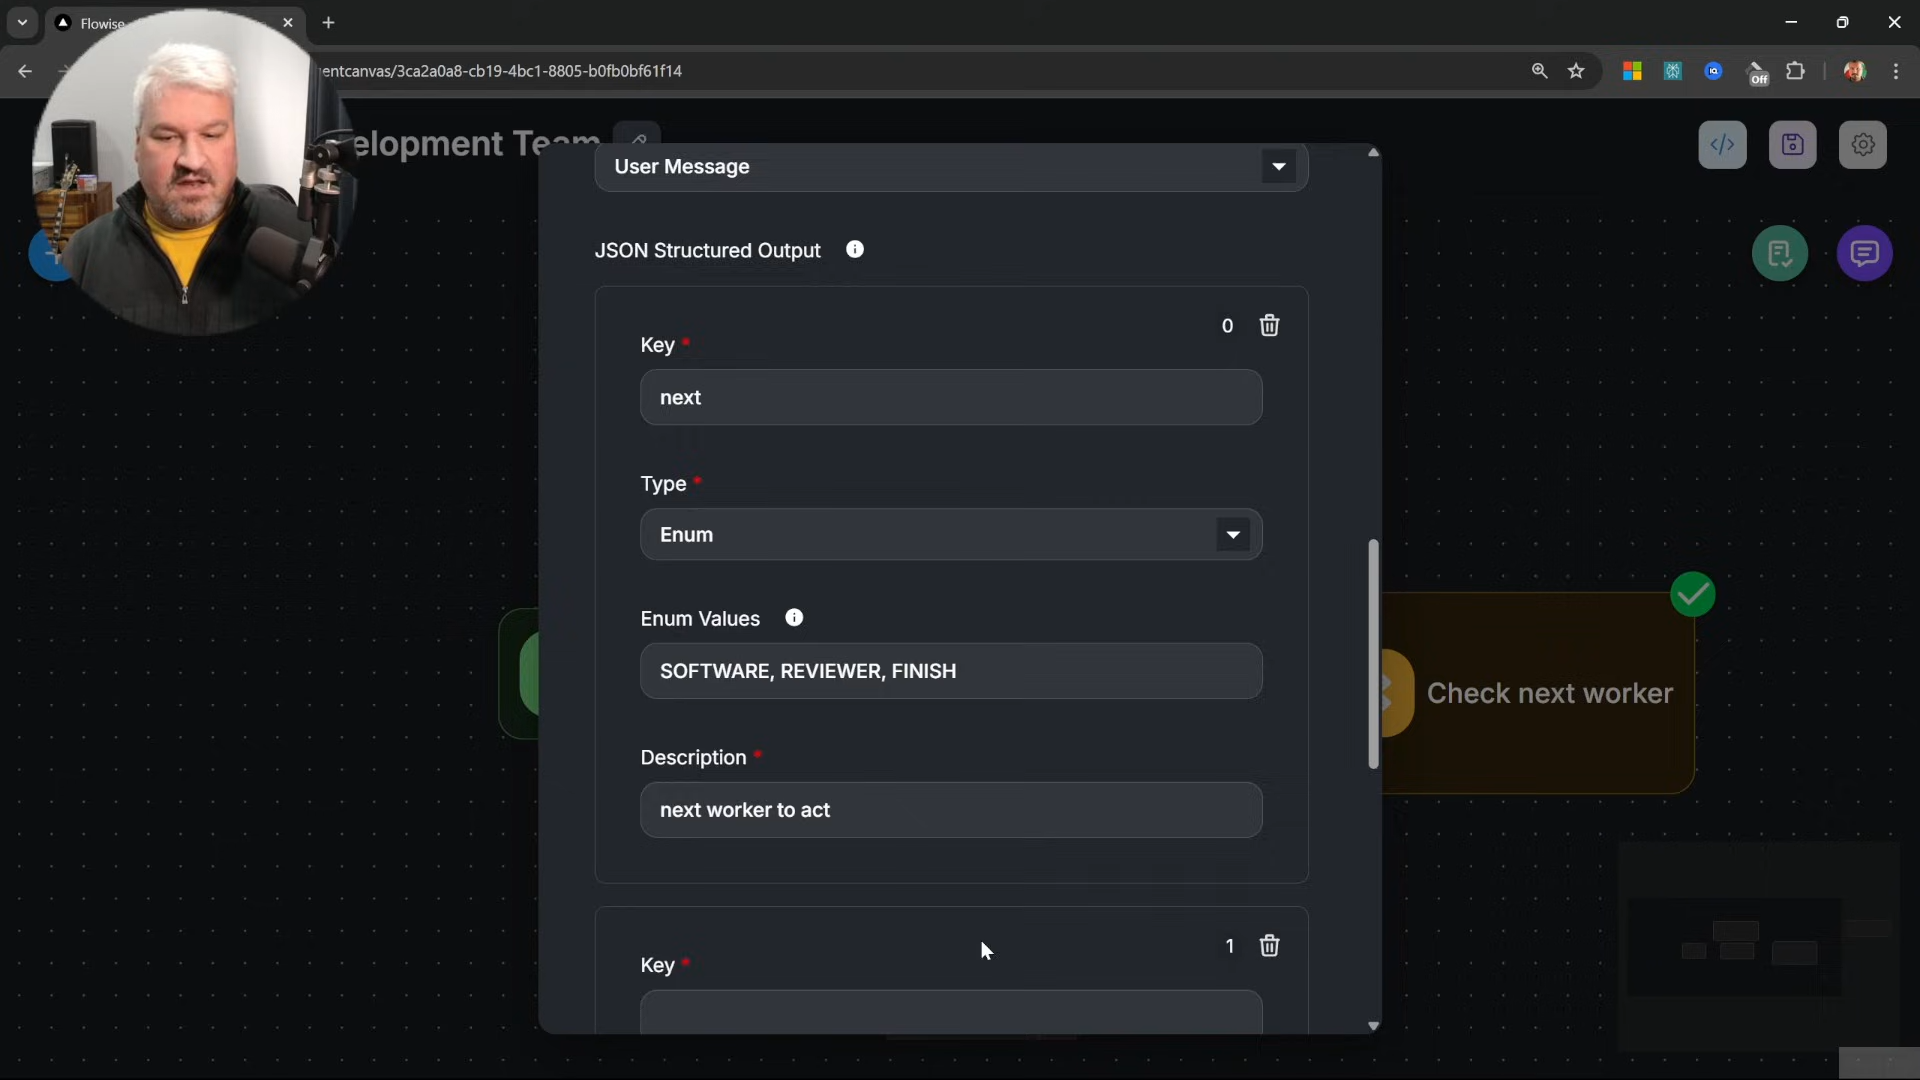 Flowise
entcanvas/3ca2a0a8-cb19-4bc1-8805-b0fb0bf61f14
Off
elopment Team
User Message
JSON Structured Output
0
Key *
next
Type *
Enum
Enum Values
SOFTWARE, REVIEWER, FINISH
Description *
next worker to act
Check next worker
1
Key *